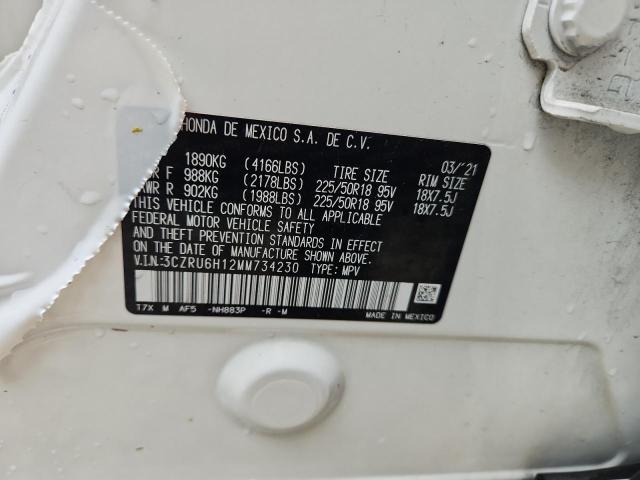 HONDA DE MEXICO S.A. DE C.V.
03/'21
1890KG (4166LBS) TIRE SIZE RIM SIZE
R F 988KG (2178LBS) 225/50R18 95V 18X7.5J
WR R 902KG (1988LBS) 225/50R18 95V 18X7.5J
THIS VEHICLE CONFORMS TO ALL APPLICABLE
FEDERAL MOTOR VEHICLE SAFETY
AND THEFT PREVENTION STANDARDS IN EFFECT
ON THE DATE OF MANUFACTURE SHOWN ABOVE.
V.I.N.:3CZRU6H12MM734230 TYPE: MPV
T7X M AF5 -NH883P -R -M
MADE IN MEXICO